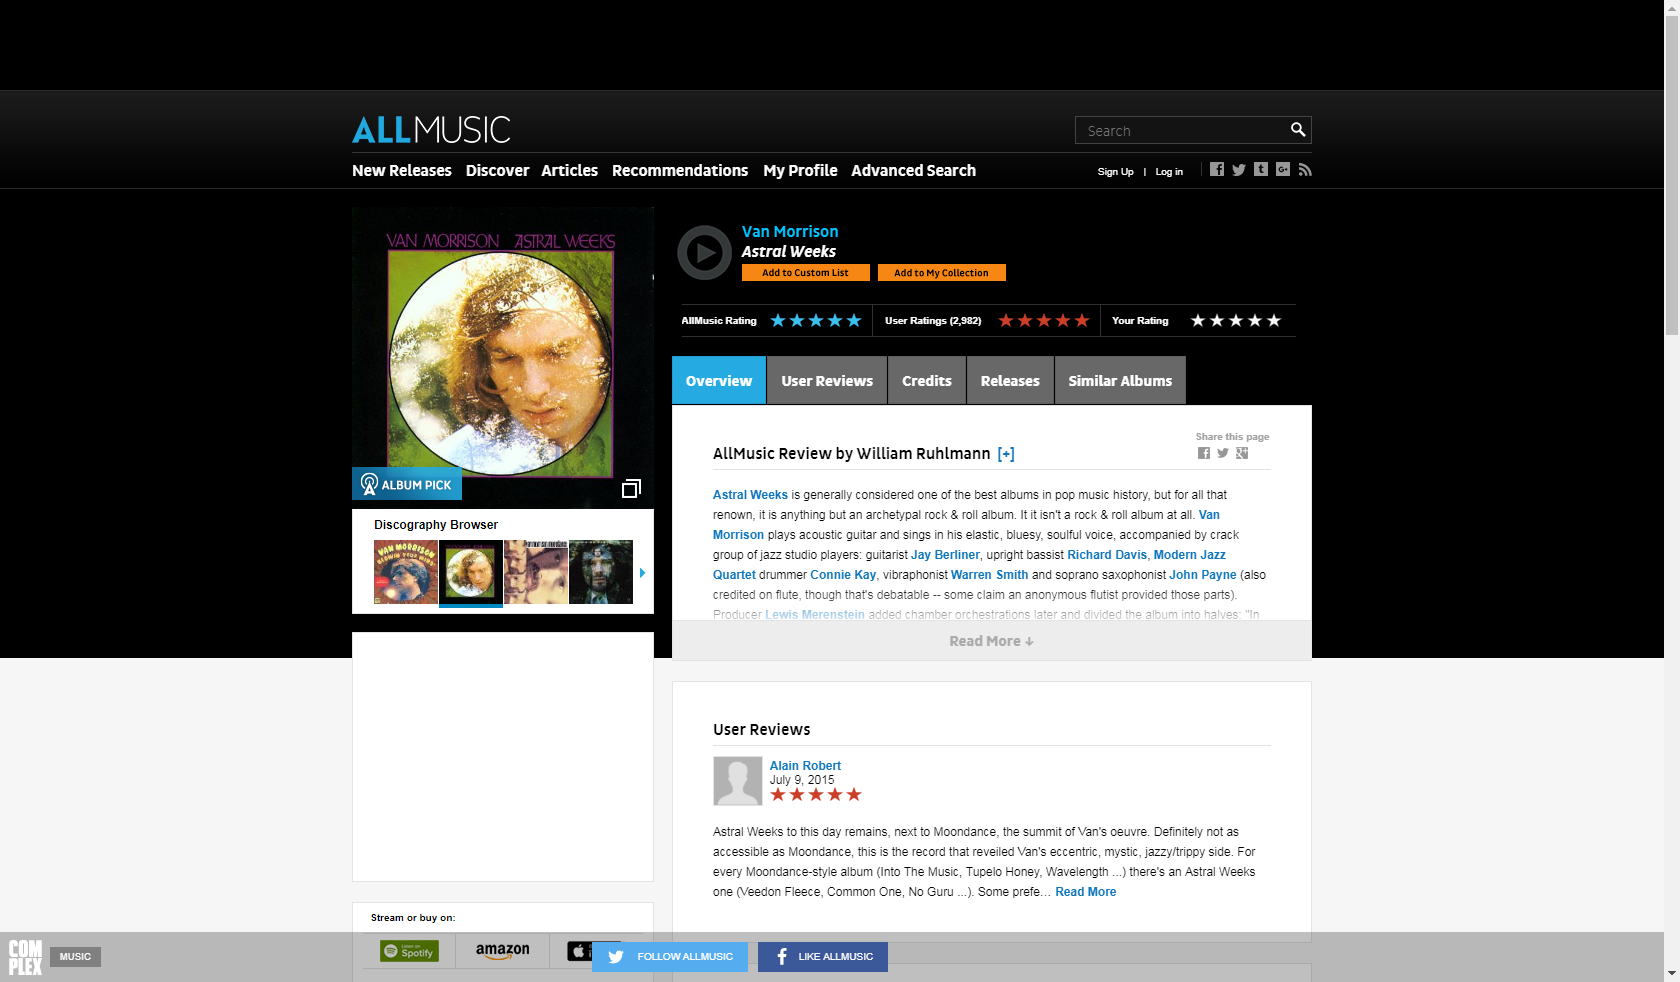 ALLMUSIC
Search
New Releases Discover Articles Recommendations My Profile Advanced Search
Sign Up | Log in
VAN MORRISON ASTRAL WEEKS
ALBUM PICK
Van Morrison
Astral Weeks
Add to Custom List Add to My Collection
AllMusic Rating User Ratings (2,982) Your Rating
Overview User Reviews Credits Releases Similar Albums
Share this page
AllMusic Review by William Ruhlmann [+]
Astral Weeks is generally considered one of the best albums in pop music history, but for all that
renown, it is anything but an archetypal rock & roll album. It it isn't a rock & roll album at all. Van
Morrison plays acoustic guitar and sings in his elastic, bluesy, soulful voice, accompanied by crack
group of jazz studio players: guitarist Jay Berliner, upright bassist Richard Davis, Modern Jazz
Quartet drummer Connie Kay, vibraphonist Warren Smith and soprano saxophonist John Payne (also
credited on flute, though that's debatable -- some claim an anonymous flutist provided those parts).
Producer Lewis Merenstein added chamber orchestrations later and divided the album into halves: "In
Read More ↓
Discography Browser
VAN MORRISON
BLOWIN' YOUR MIND!
User Reviews
Alain Robert
July 9, 2015
Astral Weeks to this day remains, next to Moondance, the summit of Van's oeuvre. Definitely not as
accessible as Moondance, this is the record that reveiled Van's eccentric, mystic, jazzy/trippy side. For
every Moondance-style album (Into The Music, Tupelo Honey, Wavelength ...) there's an Astral Weeks
one (Veedon Fleece, Common One, No Guru ...). Some prefe... Read More
Stream or buy on:
Listen on
Spotify
amazon
COM
PLEX
MUSIC
FOLLOW ALLMUSIC
LIKE ALLMUSIC